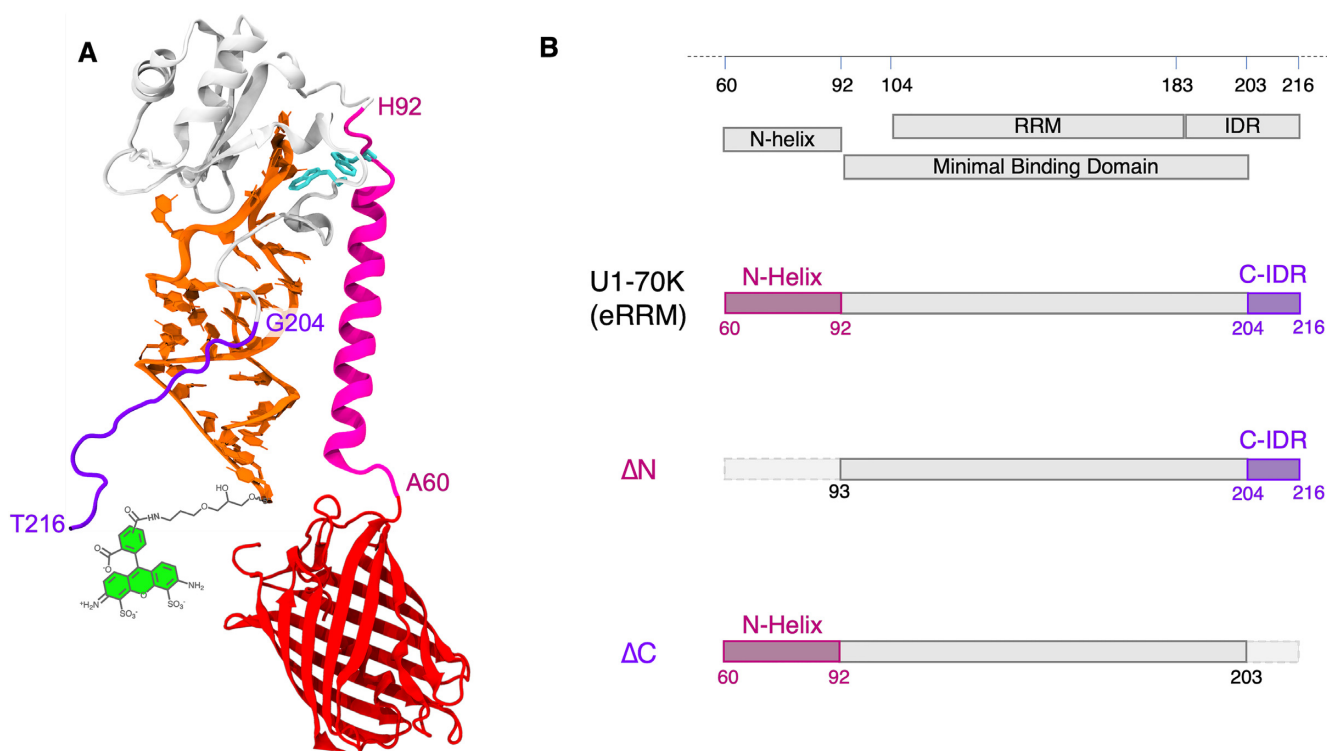 A
H92
G204
A60
T216
OH
O
HN
O
O
O
O
O⁻
⁺H₂N
O
NH₂
SO₃⁻
SO₃⁻
B
60 92 104 183 203 216
RRM IDR
N-helix
Minimal Binding Domain
U1-70K
(eRRM)
N-Helix C-IDR
60 92 204 216
ΔN
C-IDR
93 204 216
ΔC
N-Helix
60 92 203